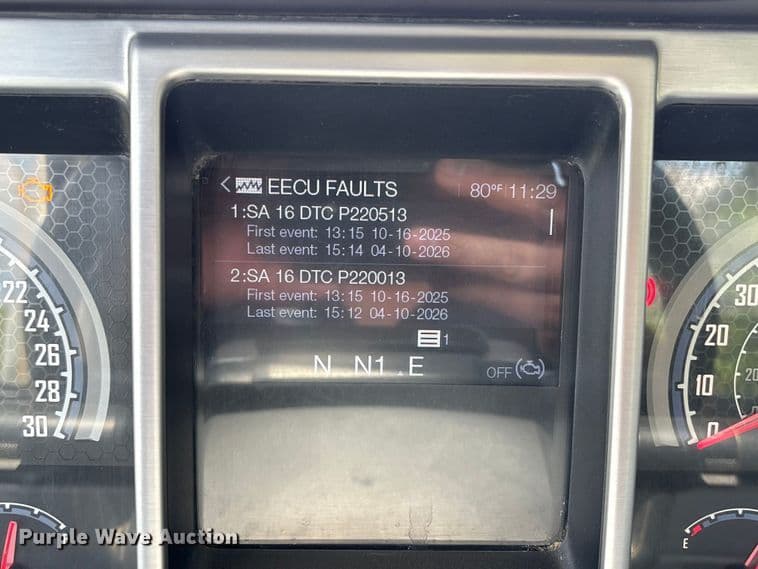 < EECU FAULTS 80°F 11:29
1:SA 16 DTC P220513
First event: 13:15 10-16-2025
Last event: 15:14 04-10-2026
2:SA 16 DTC P220013
First event: 13:15 10-16-2025
Last event: 15:12 04-10-2026
1
N N1 E
OFF
22
24
26
28
30
30
20
10
0
20
0
E
Purple Wave Auction